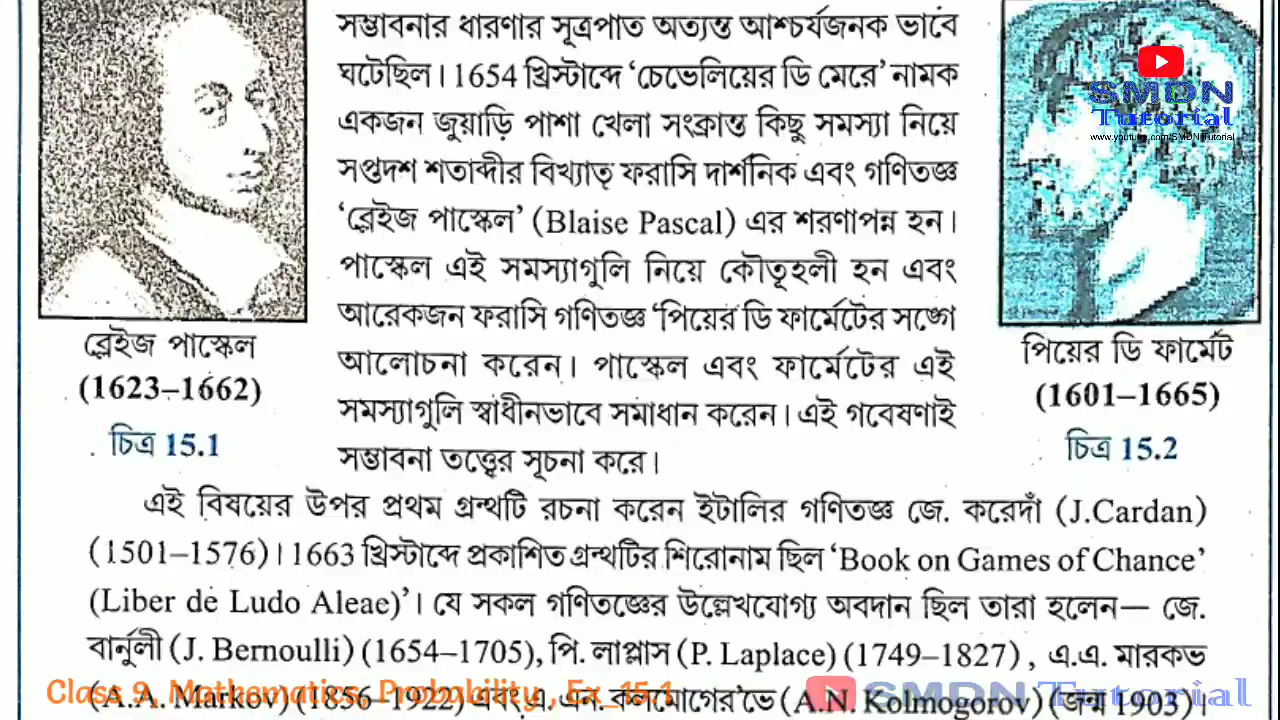 সম্ভাবনার ধারণার সূত্রপাত অত্যন্ত আশ্চর্যজনক ভাবে
ঘটেছিল। 1654 খ্রিস্টাব্দে ‘চেভেলিয়ের ডি মেরে’ নামক
একজন জুয়াড়ি পাশা খেলা সংক্রান্ত কিছু সমস্যা নিয়ে
সপ্তদশ শতাব্দীর বিখ্যাত ফরাসি দার্শনিক এবং গণিতজ্ঞ
‘ব্লেইজ পাস্কেল’ (Blaise Pascal) এর শরণাপন্ন হন।
পাস্কেল এই সমস্যাগুলি নিয়ে কৌতূহলী হন এবং
আরেকজন ফরাসি গণিতজ্ঞ ‘পিয়ের ডি ফার্মেটের সঙ্গে
আলোচনা করেন। পাস্কেল এবং ফার্মেটের এই
সমস্যাগুলি স্বাধীনভাবে সমাধান করেন। এই গবেষণাই
সম্ভাবনা তত্ত্বের সূচনা করে।
ব্লেইজ পাস্কেল
(1623–1662)
চিত্র 15.1
SMDN
Tutorial
www.youtube.com/SMDN Tutorial
পিয়ের ডি ফার্মেট
(1601–1665)
চিত্র 15.2
এই বিষয়ের উপর প্রথম গ্রন্থটি রচনা করেন ইটালির গণিতজ্ঞ জে. করেদাঁ (J.Cardan)
(1501–1576)। 1663 খ্রিস্টাব্দে প্রকাশিত গ্রন্থটির শিরোনাম ছিল ‘Book on Games of Chance’
(Liber de Ludo Aleae)’। যে সকল গণিতজ্ঞের উল্লেখযোগ্য অবদান ছিল তারা হলেন— জে.
বার্নুলী (J. Bernoulli) (1654–1705), পি. লাপ্লাস (P. Laplace) (1749–1827) , এ.এ. মারকভ
(A.A. Markov) (1856–1922) এবং এ. এন. কলমোগের'ভে (A.N. Kolmogorov) (জন্ম 1903)।
Class 9, Mathematics, Probability , Ex_15.1
SMDN Tutorial